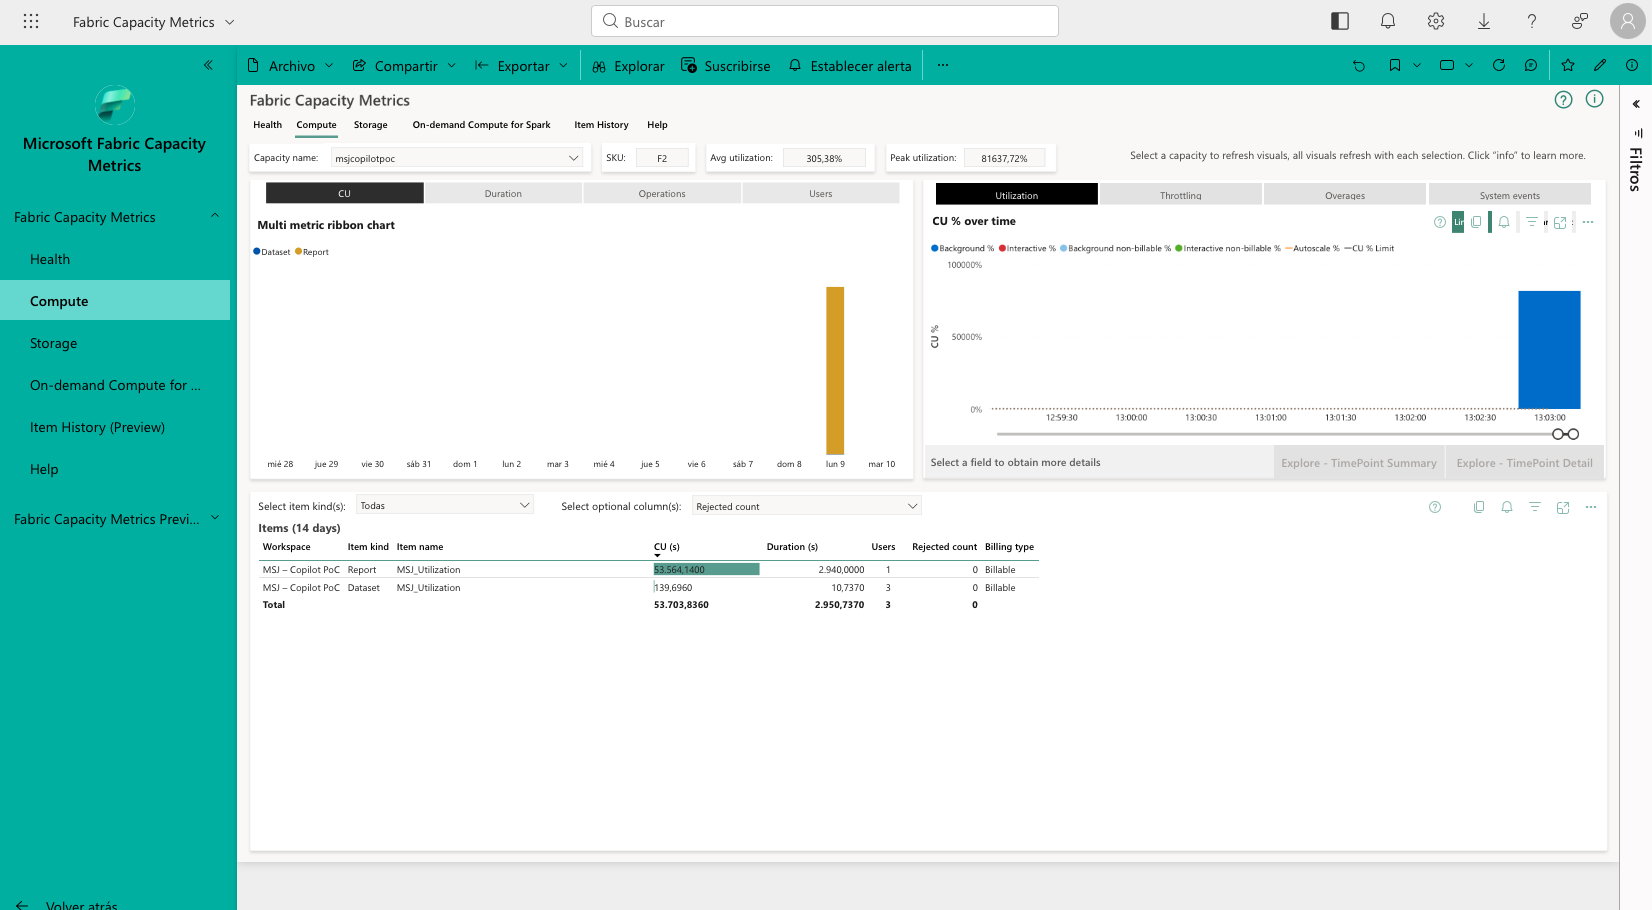 Fabric Capacity Metrics
Buscar
Archivo Compartir Exportar Explorar Suscribirse Establecer alerta
Microsoft Fabric Capacity
Metrics
Fabric Capacity Metrics
Health
Compute
Storage
On-demand Compute for ...
Item History (Preview)
Help
Fabric Capacity Metrics Previ...
Volver atrás
Fabric Capacity Metrics
Health Compute Storage On-demand Compute for Spark Item History Help
Capacity name: msjcopilotpoc SKU: F2 Avg utilization: 305,38% Peak utilization: 81637,72% Select a capacity to refresh visuals, all visuals refresh with each selection. Click "info" to learn more.
Filtros
CU Duration Operations Users
Multi metric ribbon chart
Dataset Report
mié 28 jue 29 vie 30 sáb 31 dom 1 lun 2 mar 3 mié 4 jue 5 vie 6 sáb 7 dom 8 lun 9 mar 10
Utilization Throttling Overages System events
CU % over time
Background % Interactive % Background non-billable % Interactive non-billable % Autoscale % CU % Limit
100000%
50000%
0%
CU %
12:59:30 13:00:00 13:00:30 13:01:00 13:01:30 13:02:00 13:02:30 13:03:00
Select a field to obtain more details Explore - TimePoint Summary Explore - TimePoint Detail
Select item kind(s): Todas Select optional column(s): Rejected count
Items (14 days)
Workspace Item kind Item name CU (s) Duration (s) Users Rejected count Billing type
MSJ – Copilot PoC Report MSJ_Utilization 53.564,1400 2.940,0000 1 0 Billable
MSJ – Copilot PoC Dataset MSJ_Utilization 139,6960 10,7370 3 0 Billable
Total 53.703,8360 2.950,7370 3 0